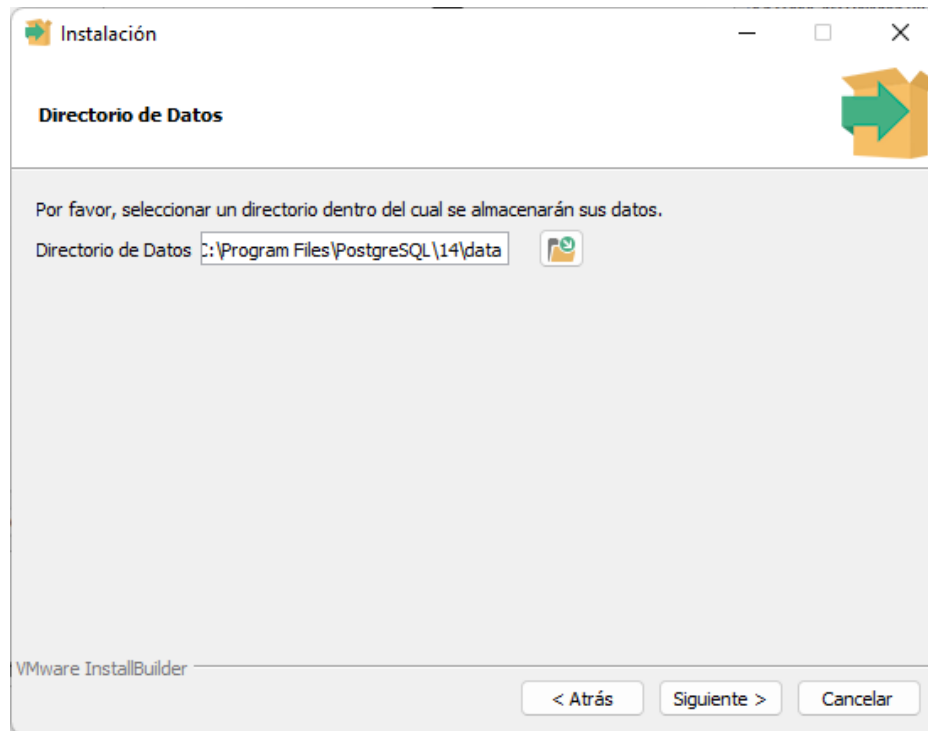 Instalación
Directorio de Datos
Por favor, seleccionar un directorio dentro del cual se almacenarán sus datos.
Directorio de Datos C:\Program Files\PostgreSQL\14\data
VMware InstallBuilder
< Atrás Siguiente > Cancelar